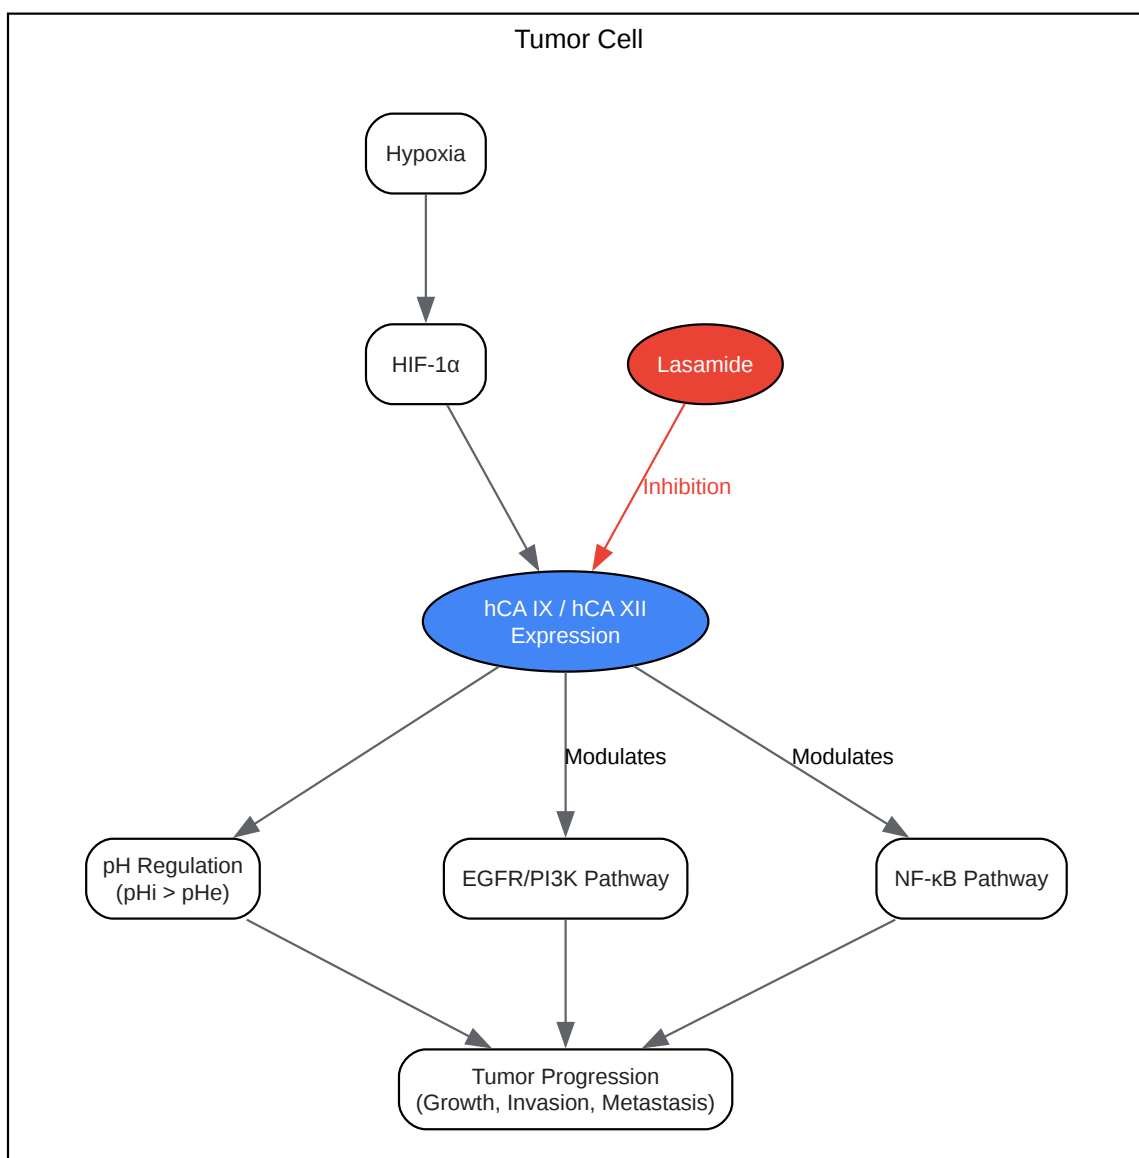 Tumor Cell
Hypoxia
HIF-1α
Lasamide
Inhibition
hCA IX / hCA XII
Expression
Modulates
Modulates
pH Regulation
(pHi > pHe)
EGFR/PI3K Pathway
NF-κB Pathway
Tumor Progression
(Growth, Invasion, Metastasis)